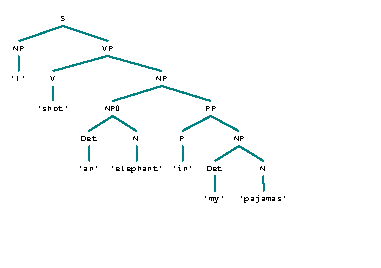 S
NP VP
'I' V NP
'shot' NP0 PP
Det N P NP
'an' 'elephant' 'in' Det N
'my' 'pajamas'